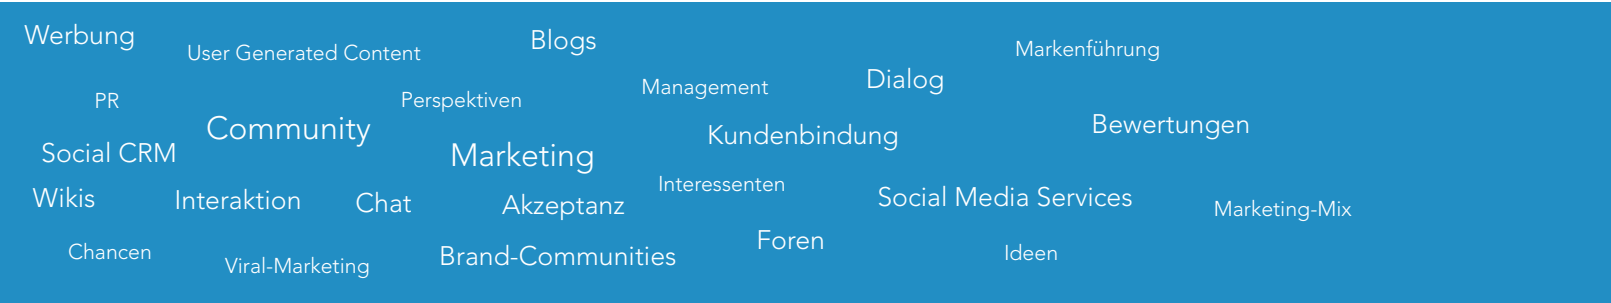 Werbung
User Generated Content
Blogs
Markenführung
PR
Perspektiven
Management
Dialog
Community
Kundenbindung
Bewertungen
Social CRM
Marketing
Interessenten
Wikis
Interaktion
Chat
Akzeptanz
Social Media Services
Marketing-Mix
Chancen
Viral-Marketing
Brand-Communities
Foren
Ideen